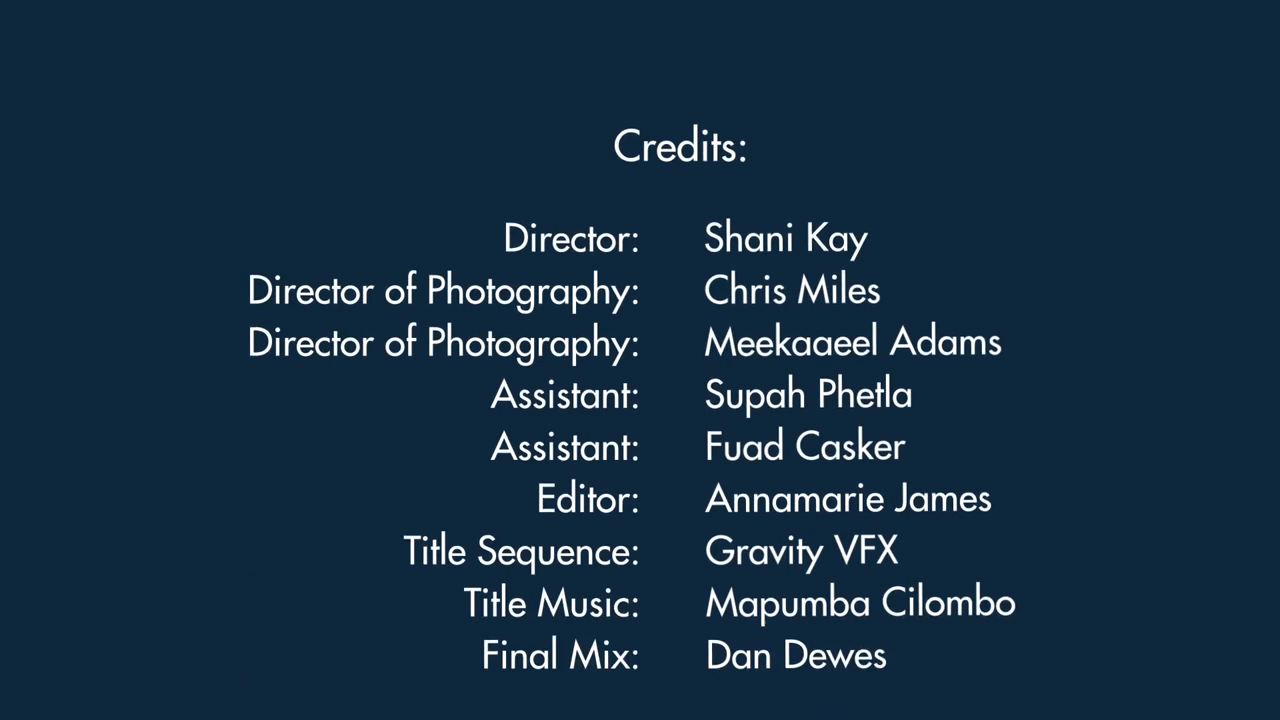 Credits:
Director: Shani Kay
Director of Photography: Chris Miles
Director of Photography: Meekaaeel Adams
Assistant: Supah Phetla
Assistant: Fuad Casker
Editor: Annamarie James
Title Sequence: Gravity VFX
Title Music: Mapumba Cilombo
Final Mix: Dan Dewes